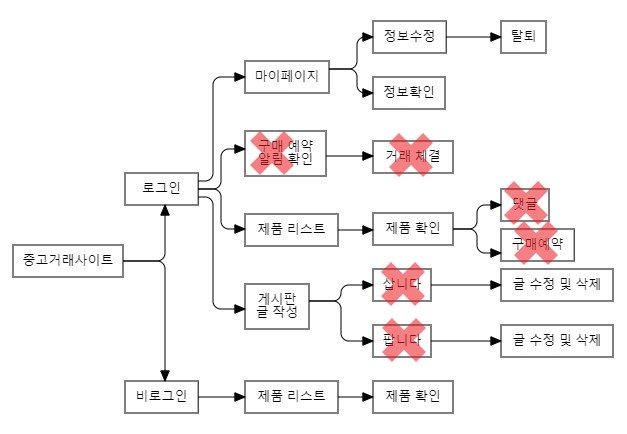 정보수정
탈퇴
마이페이지
정보확인
구매 예약
알림 확인
거래 체결
로그인
댓글
제품 리스트
제품 확인
구매예약
중고거래사이트
게시판
글 작성
삽니다
글 수정 및 삭제
팝니다
글 수정 및 삭제
비로그인
제품 리스트
제품 확인